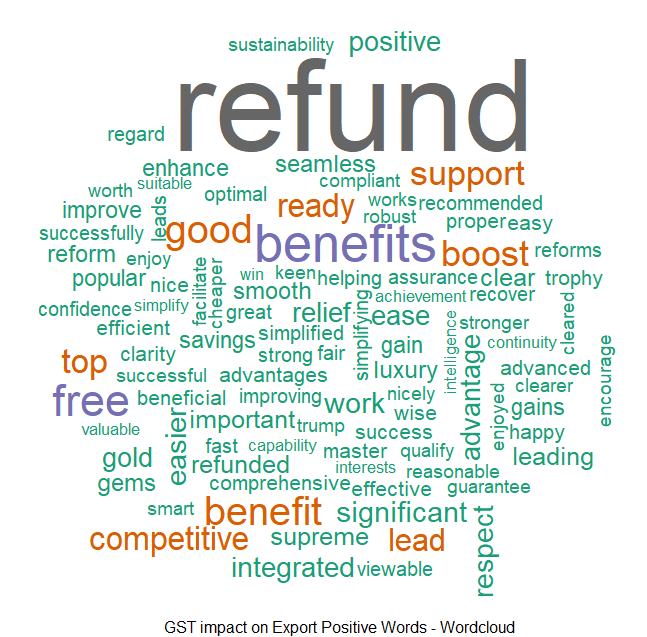 sustainability positive
refund
regard
enhance seamless
compliant support
worth suitable optimal works recommended
improve leads ready robust
successfully good benefits proper easy
reform enjoy boost reforms
popular nice facilitate cheaper win keen helping assurance clear trophy
smooth achievement recover
confidence simplify great relief simplifying ease stronger cleared
efficient savings simplified intelligence continuity
top clarity strong fair gain advantage encourage
successful advantages luxury advanced
free beneficial improving work nicely clearer
wise enjoyed gains
valuable easier important trump success happy
gold fast capability master qualify leading
refunded interests reasonable
gems comprehensive effective guarantee
smart benefit significant respect
competitive supreme lead
integrated viewable
GST impact on Export Positive Words - Wordcloud